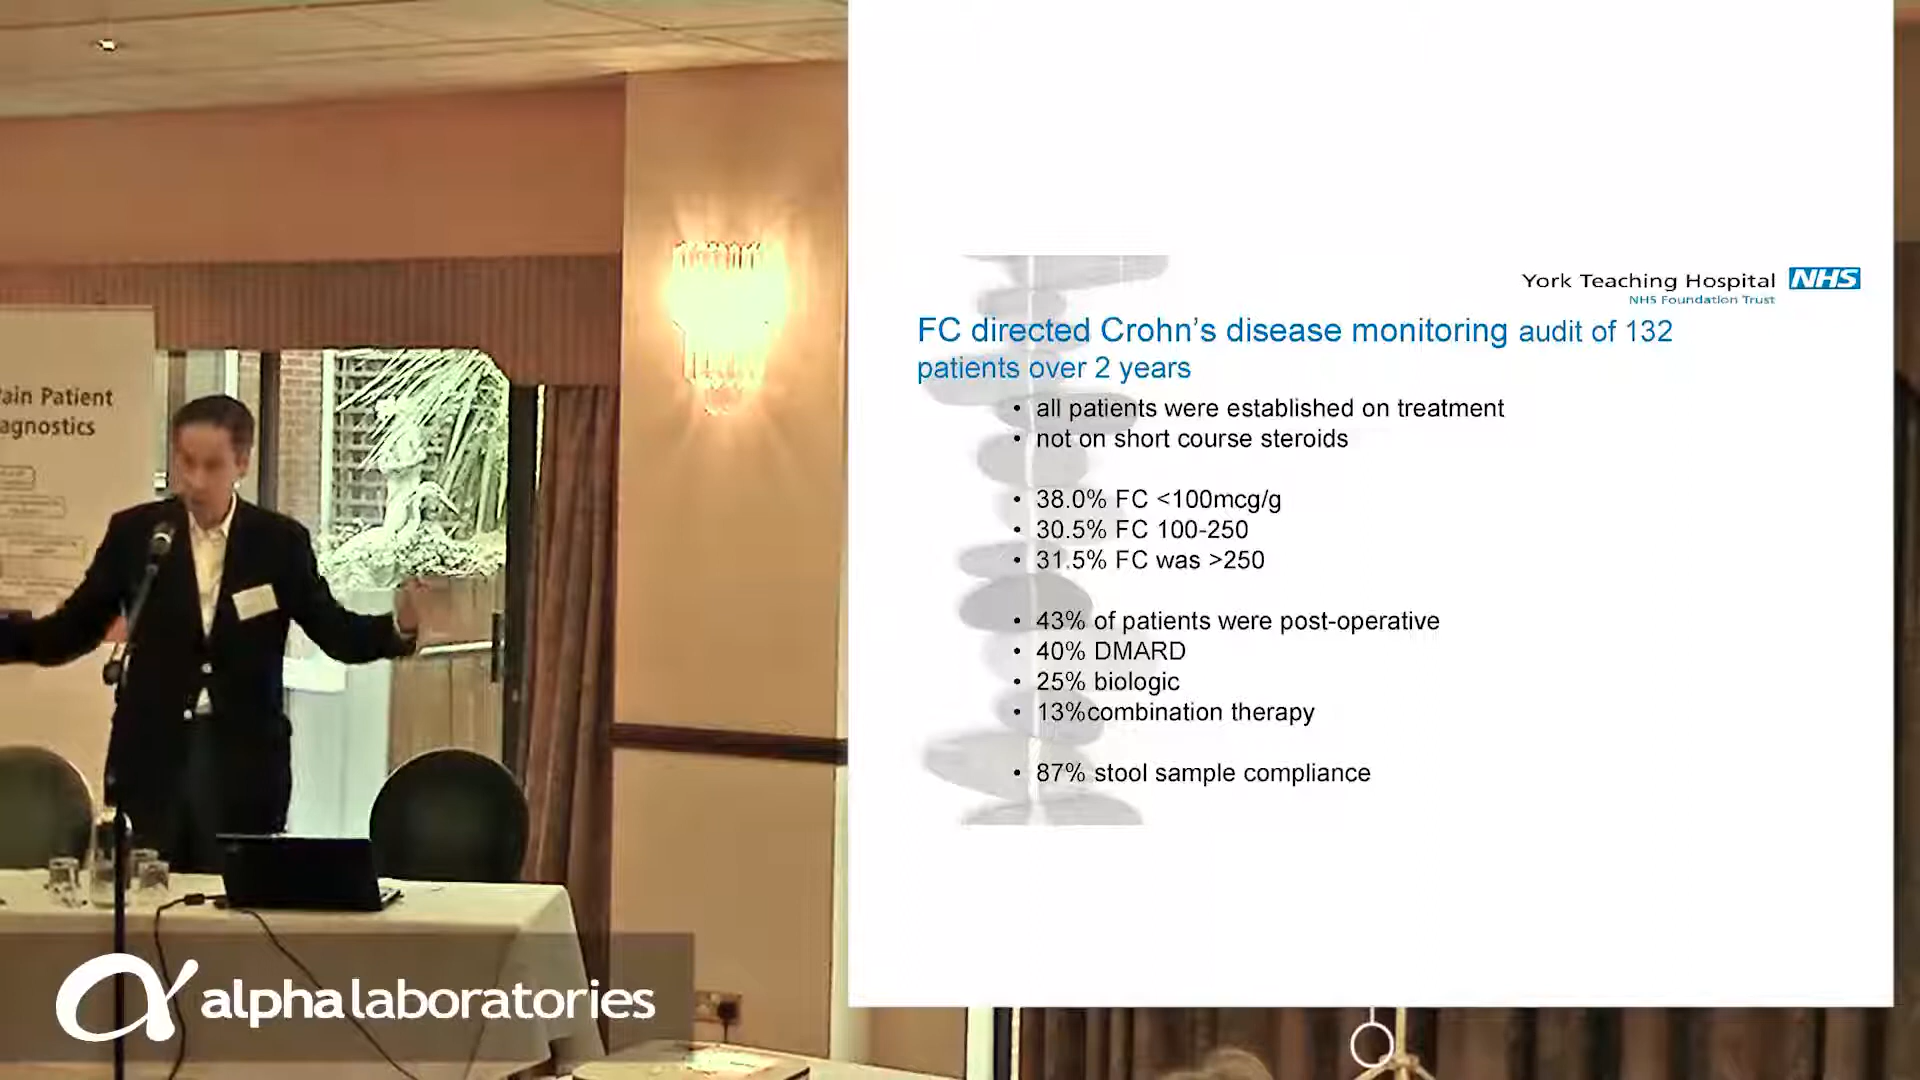 York Teaching Hospital NHS
NHS Foundation Trust
FC directed Crohn’s disease monitoring audit of 132
patients over 2 years
• all patients were established on treatment
• not on short course steroids
• 38.0% FC <100mcg/g
• 30.5% FC 100-250
• 31.5% FC was >250
• 43% of patients were post-operative
• 40% DMARD
• 25% biologic
• 13%combination therapy
• 87% stool sample compliance
Patient
alphalaboratories